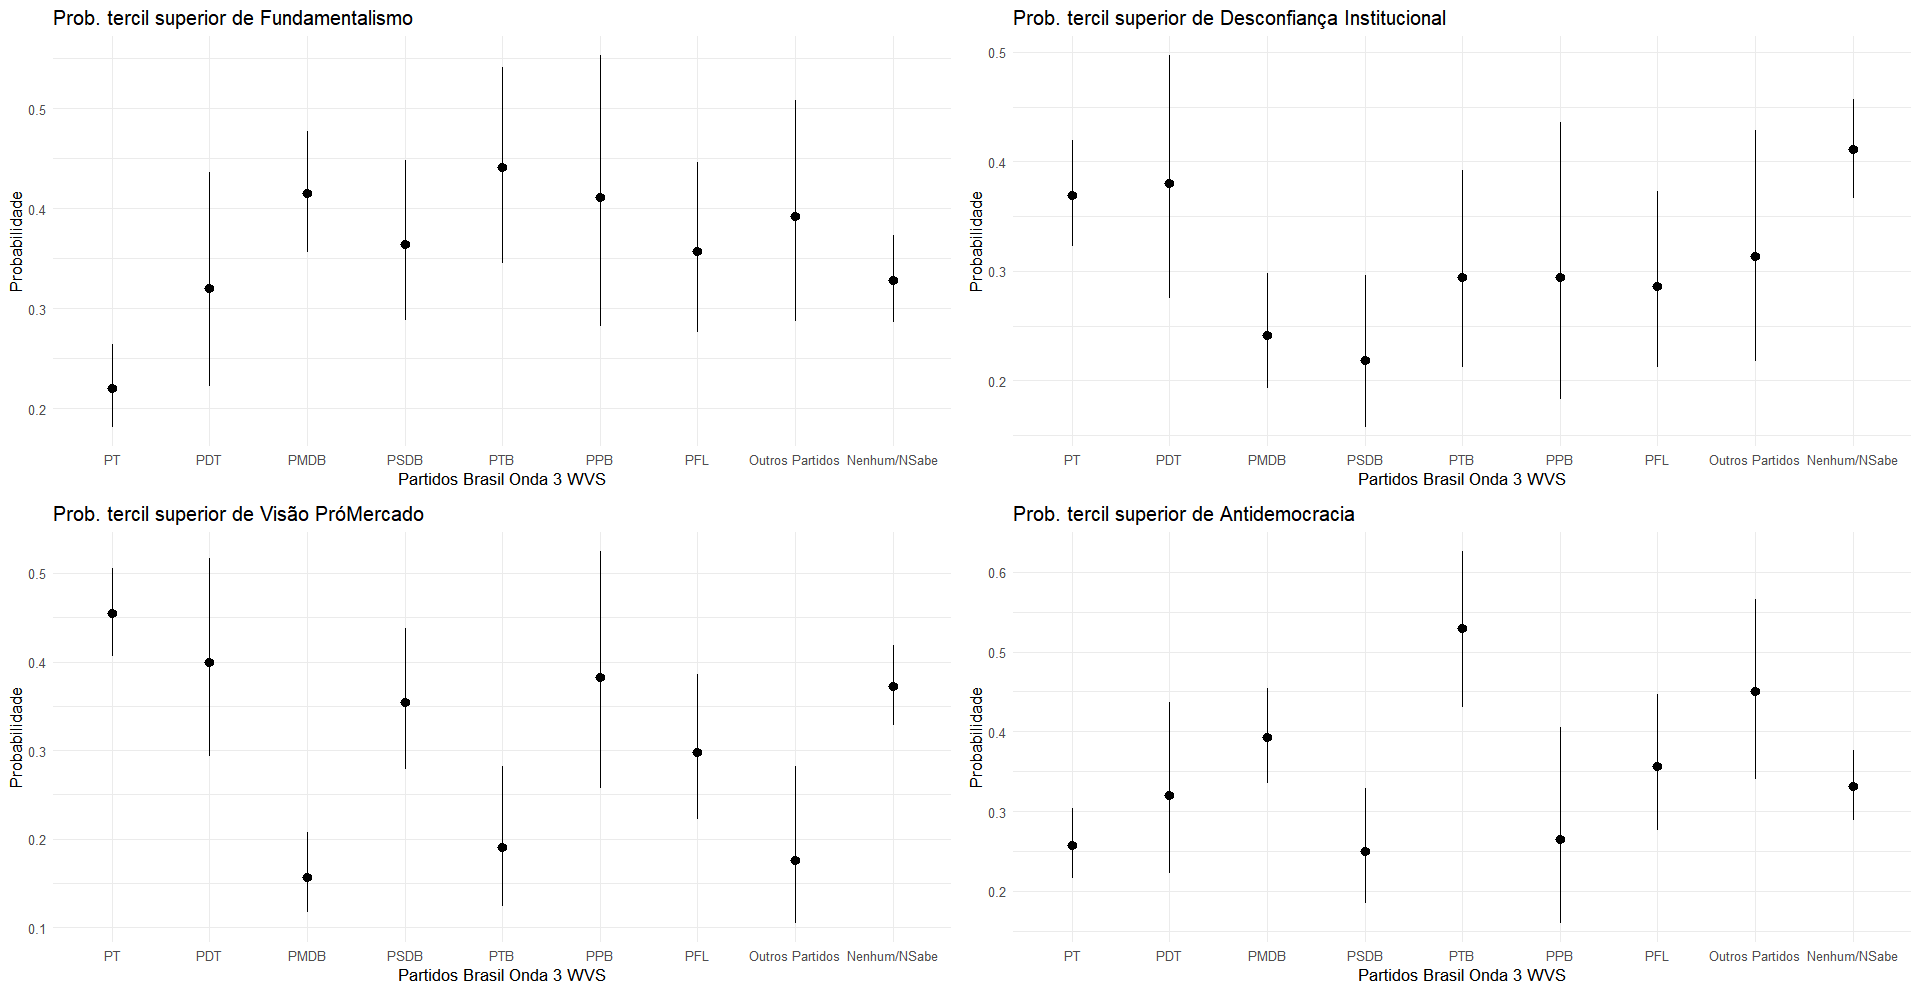 Prob. tercil superior de Fundamentalismo
Probabilidade
0.5
0.4
0.3
0.2
PT PDT PMDB PSDB PTB PPB PFL Outros Partidos Nenhum/NSabe
Partidos Brasil Onda 3 WVS
Prob. tercil superior de Desconfiança Institucional
Probabilidade
0.5
0.4
0.3
0.2
PT PDT PMDB PSDB PTB PPB PFL Outros Partidos Nenhum/NSabe
Partidos Brasil Onda 3 WVS
Prob. tercil superior de Visão PróMercado
Probabilidade
0.5
0.4
0.3
0.2
0.1
PT PDT PMDB PSDB PTB PPB PFL Outros Partidos Nenhum/NSabe
Partidos Brasil Onda 3 WVS
Prob. tercil superior de Antidemocracia
Probabilidade
0.6
0.5
0.4
0.3
0.2
PT PDT PMDB PSDB PTB PPB PFL Outros Partidos Nenhum/NSabe
Partidos Brasil Onda 3 WVS